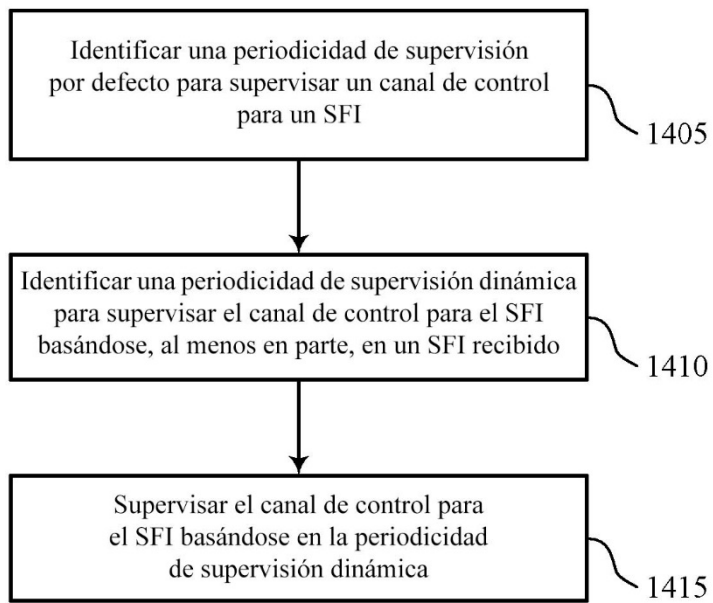 Identificar una periodicidad de supervisión
por defecto para supervisar un canal de control
para un SFI
1405
Identificar una periodicidad de supervisión dinámica
para supervisar el canal de control para el SFI
basándose, al menos en parte, en un SFI recibido
1410
Supervisar el canal de control para
el SFI basándose en la periodicidad
de supervisión dinámica
1415